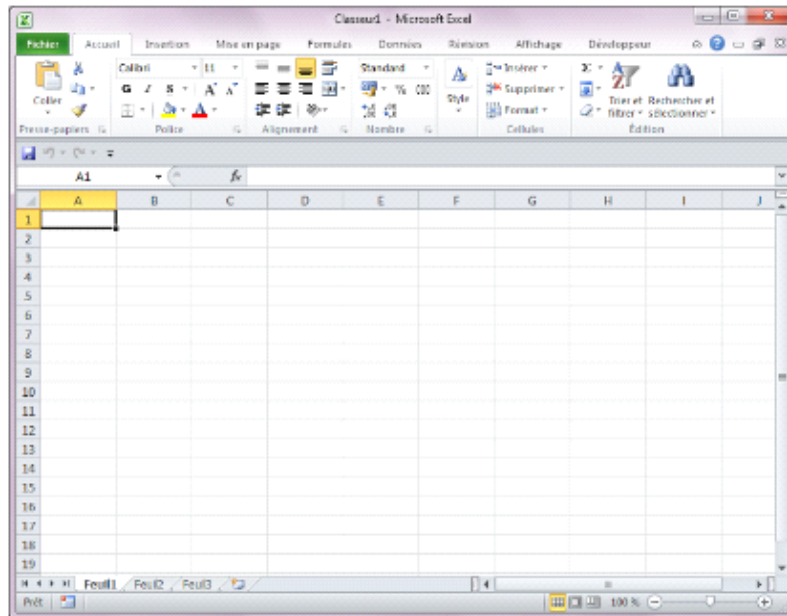 Classeur1 - Microsoft Excel
Fichier Accueil Insertion Mise en page Formules Données Révision Affichage Développeur
Calibri 11 Standard Insérer
Coller G I S % 000 Style Supprimer Trier et filtrer Rechercher et sélectionner
Format
Presse-papiers Police Alignement Nombre Cellules Édition
A1 fx
A B C D E F G H I J
1
2
3
4
5
6
7
8
9
10
11
12
13
14
15
16
17
18
19
Feuil1 Feuil2 Feuil3
Prêt 100 %